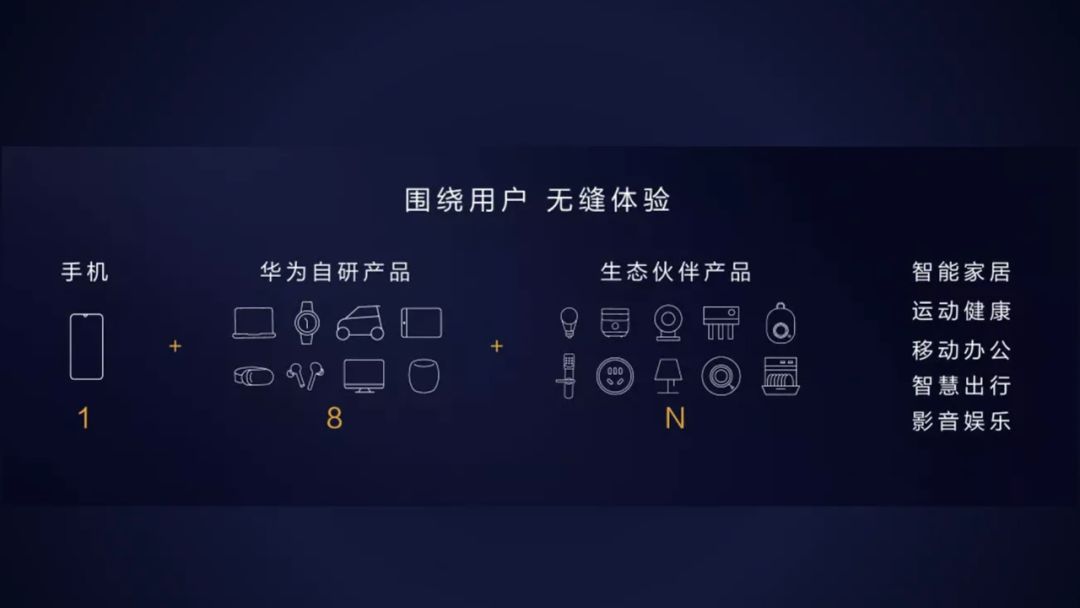 围绕用户 无缝体验
手机
+
1
华为自研产品
+
8
生态伙伴产品
N
智能家居
运动健康
移动办公
智慧出行
影音娱乐